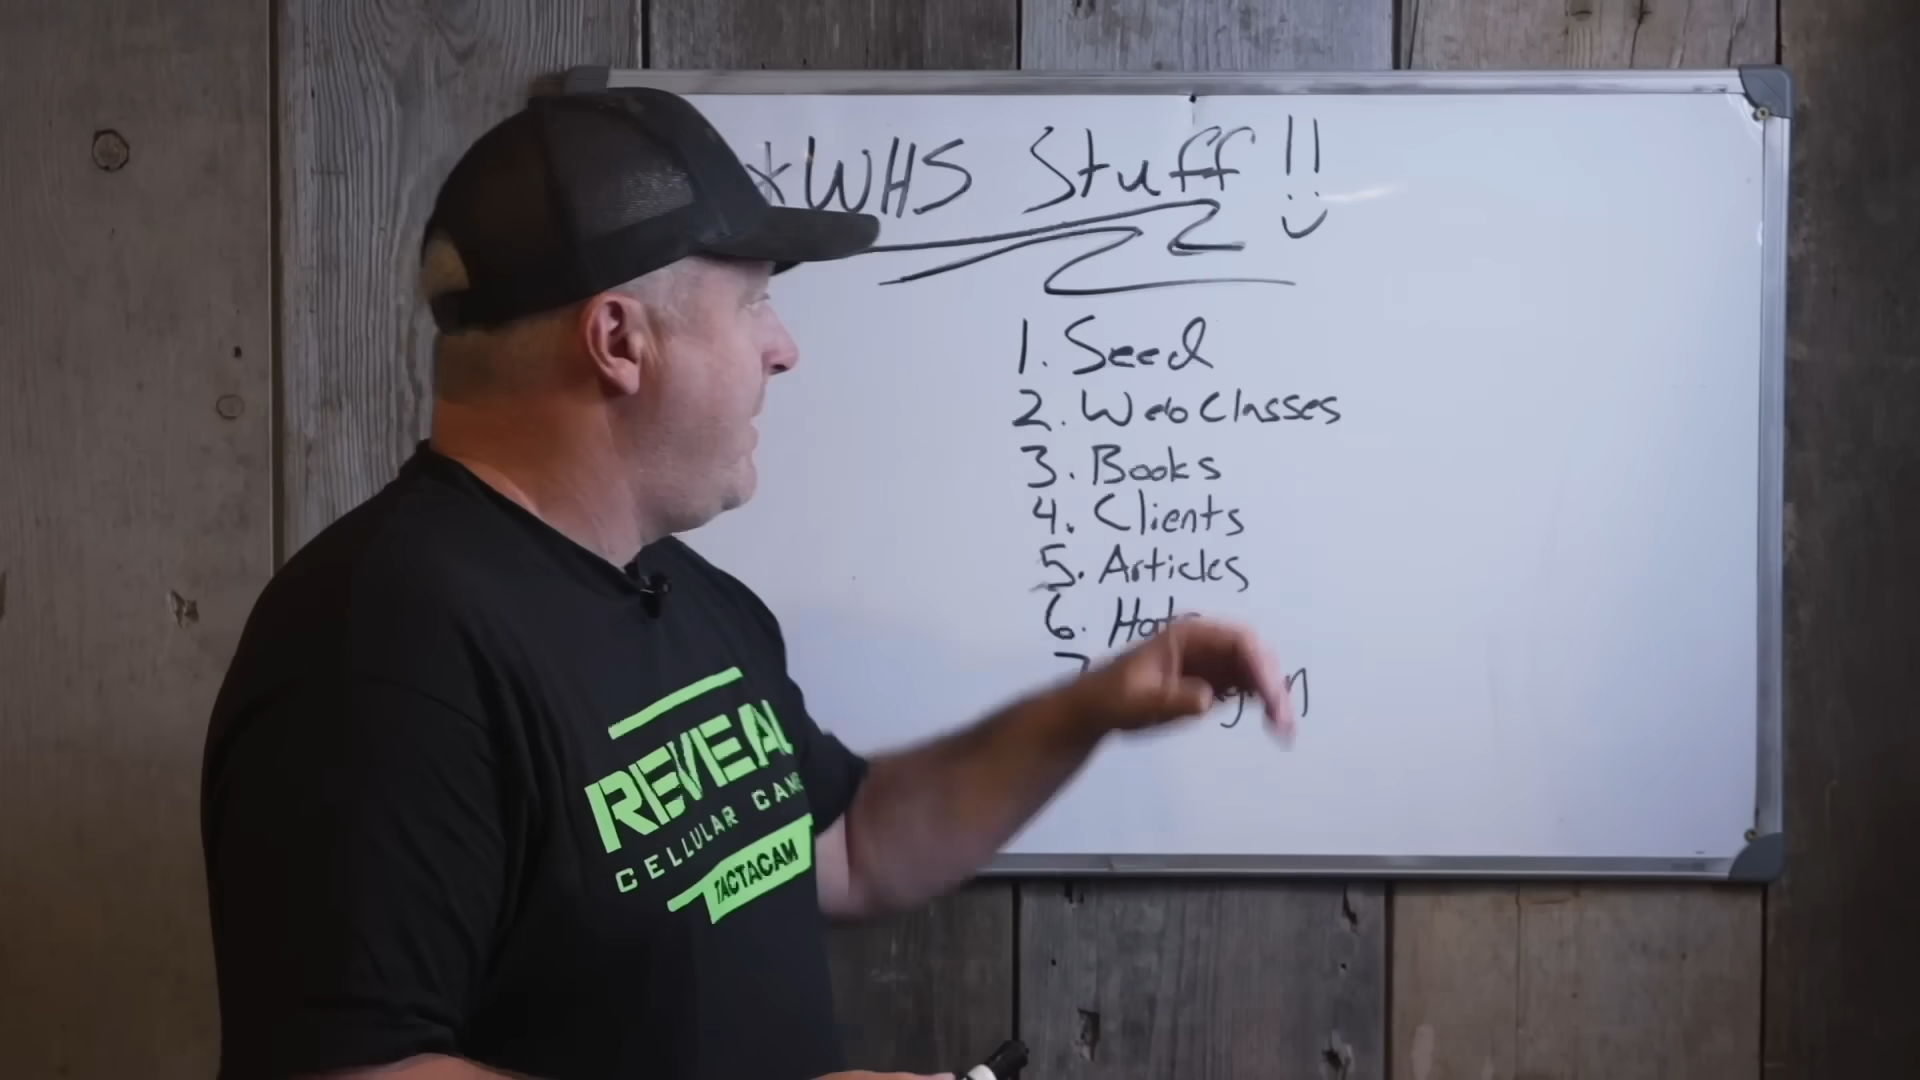 *WHS Stuff!!
1. Seed
2. Web Classes
3. Books
4. Clients
5. Articles
6. Hats
7.
REVEAL
CELLULAR CAM
TACTACAM